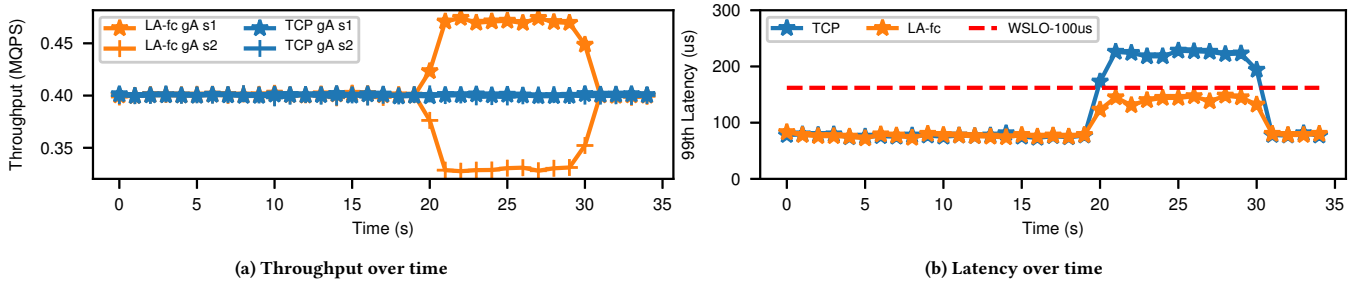 LA-fc gA s1 TCP gA s1
LA-fc gA s2 TCP gA s2
0.45
0.40
0.35
Throughput (MQPS)
0 5 10 15 20 25 30 35
Time (s)
(a) Throughput over time
TCP LA-fc WSLO-100us
300
200
100
0
99th Latency (us)
0 5 10 15 20 25 30 35
Time (s)
(b) Latency over time